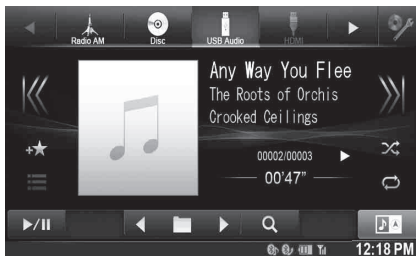 Radio AM
Disc
USB Audio
HDMI
Any Way You Flee
The Roots of Orchis
Crooked Ceilings
00002/00003
00'47"
12:18 PM